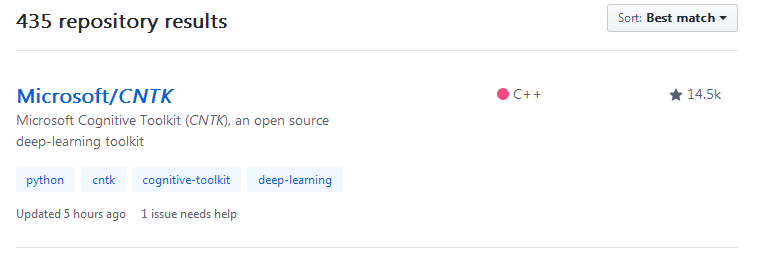 435 repository results
Sort: Best match
Microsoft/CNTK
C++
14.5k
Microsoft Cognitive Toolkit (CNTK), an open source
deep-learning toolkit
python cntk cognitive-toolkit deep-learning
Updated 5 hours ago 1 issue needs help